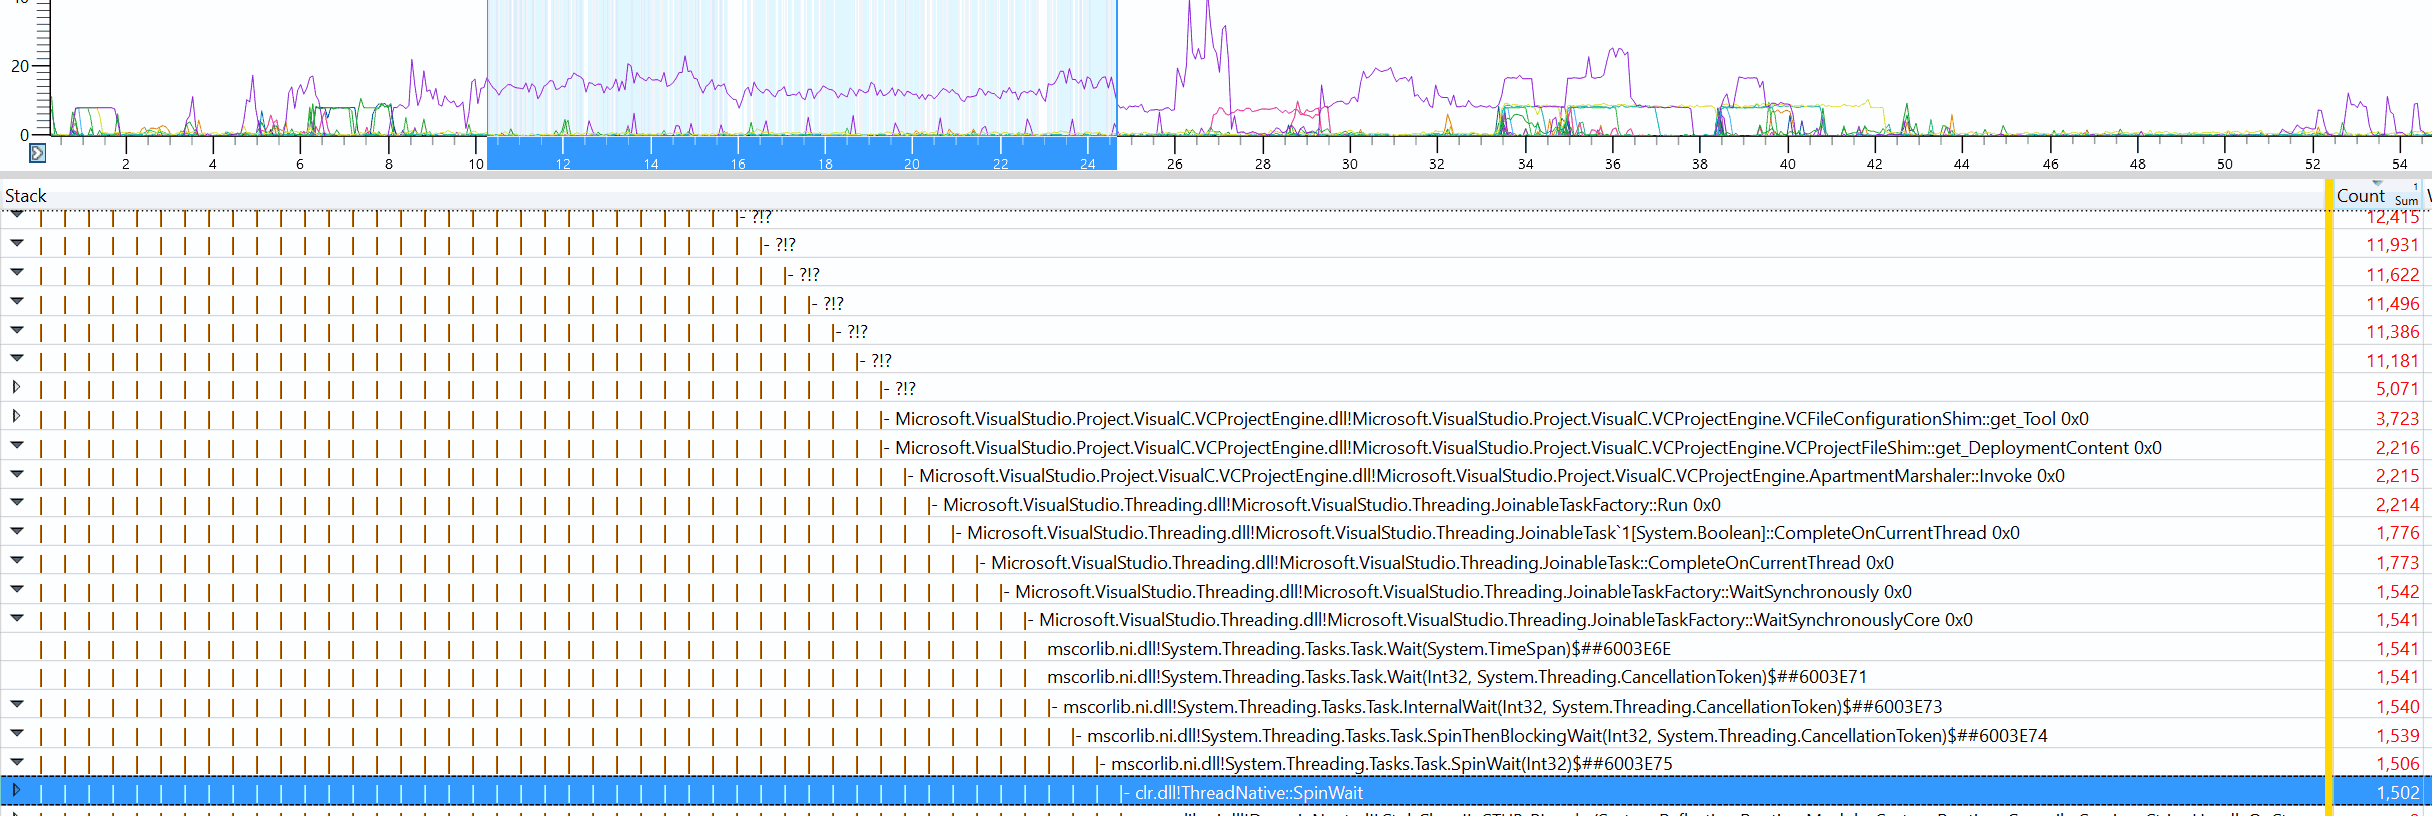 20
0
2 4 6 8 10 12 14 16 18 20 22 24 26 28 30 32 34 36 38 40 42 44 46 48 50 52 54
Stack Count 1 Sum
|- ?!? 12,415
|- ?!? 11,931
|- ?!? 11,622
|- ?!? 11,496
|- ?!? 11,386
|- ?!? 11,181
|- ?!? 5,071
|- Microsoft.VisualStudio.Project.VisualC.VCProjectEngine.dll!Microsoft.VisualStudio.Project.VisualC.VCProjectEngine.VCFileConfigurationShim::get_Tool 0x0 3,723
|- Microsoft.VisualStudio.Project.VisualC.VCProjectEngine.dll!Microsoft.VisualStudio.Project.VisualC.VCProjectEngine.VCProjectFileShim::get_DeploymentContent 0x0 2,216
|- Microsoft.VisualStudio.Project.VisualC.VCProjectEngine.dll!Microsoft.VisualStudio.Project.VisualC.VCProjectEngine.ApartmentMarshaler::Invoke 0x0 2,215
|- Microsoft.VisualStudio.Threading.dll!Microsoft.VisualStudio.Threading.JoinableTaskFactory::Run 0x0 2,214
|- Microsoft.VisualStudio.Threading.dll!Microsoft.VisualStudio.Threading.JoinableTask`1[System.Boolean]::CompleteOnCurrentThread 0x0 1,776
|- Microsoft.VisualStudio.Threading.dll!Microsoft.VisualStudio.Threading.JoinableTask::CompleteOnCurrentThread 0x0 1,773
|- Microsoft.VisualStudio.Threading.dll!Microsoft.VisualStudio.Threading.JoinableTaskFactory::WaitSynchronously 0x0 1,542
|- Microsoft.VisualStudio.Threading.dll!Microsoft.VisualStudio.Threading.JoinableTaskFactory::WaitSynchronouslyCore 0x0 1,541
mscorlib.ni.dll!System.Threading.Tasks.Task.Wait(System.TimeSpan)$##6003E6E 1,541
mscorlib.ni.dll!System.Threading.Tasks.Task.Wait(Int32, System.Threading.CancellationToken)$##6003E71 1,541
|- mscorlib.ni.dll!System.Threading.Tasks.Task.InternalWait(Int32, System.Threading.CancellationToken)$##6003E73 1,540
|- mscorlib.ni.dll!System.Threading.Tasks.Task.SpinThenBlockingWait(Int32, System.Threading.CancellationToken)$##6003E74 1,539
|- mscorlib.ni.dll!System.Threading.Tasks.Task.SpinWait(Int32)$##6003E75 1,506
|- clr.dll!ThreadNative::SpinWait 1,502